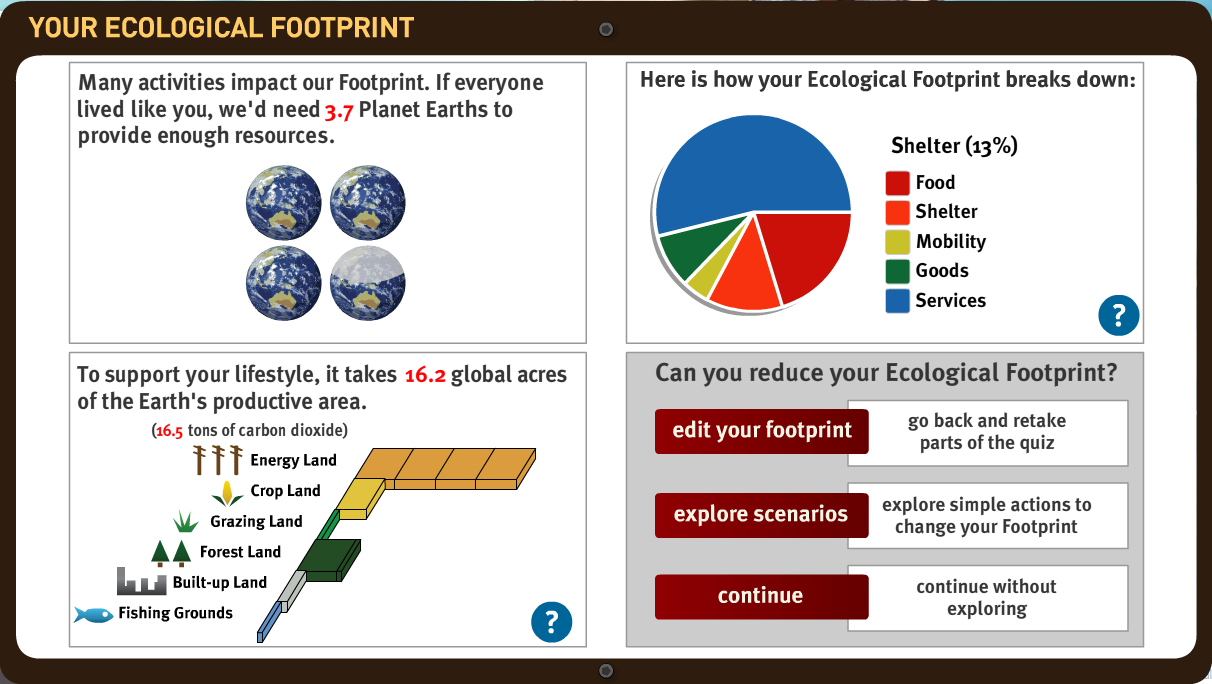 YOUR ECOLOGICAL FOOTPRINT
Many activities impact our Footprint. If everyone
lived like you, we'd need 3.7 Planet Earths to
provide enough resources.
Here is how your Ecological Footprint breaks down:
Shelter (13%)
Food
Shelter
Mobility
Goods
Services
?
To support your lifestyle, it takes 16.2 global acres
of the Earth's productive area.
(16.5 tons of carbon dioxide)
Energy Land
Crop Land
Grazing Land
Forest Land
Built-up Land
Fishing Grounds
?
Can you reduce your Ecological Footprint?
edit your footprint
go back and retake
parts of the quiz
explore scenarios
explore simple actions to
change your Footprint
continue
continue without
exploring